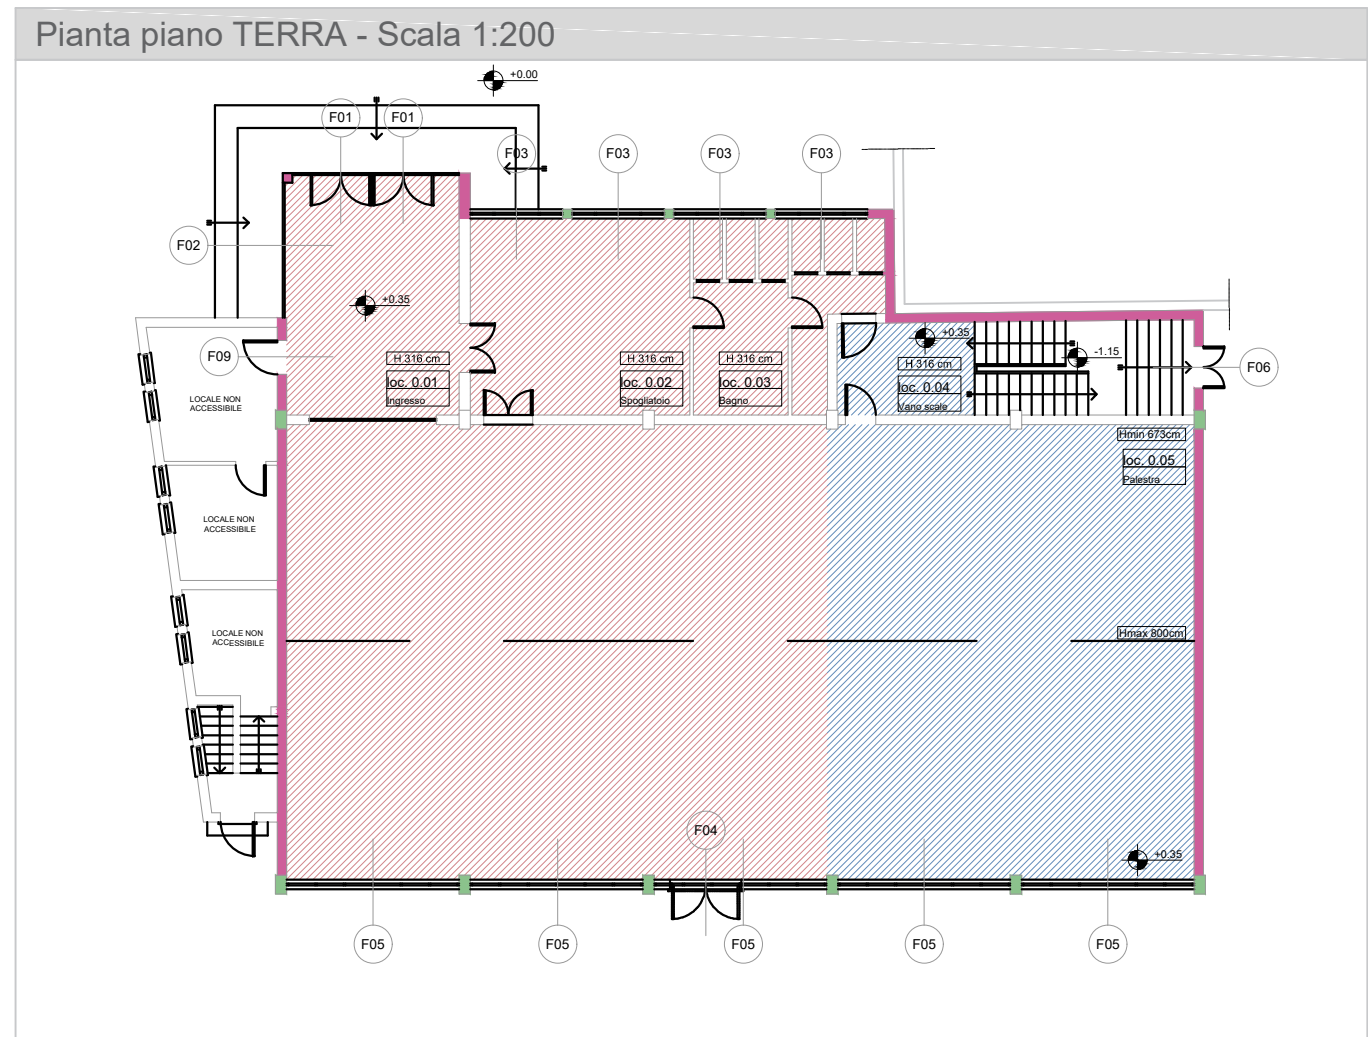 Pianta piano TERRA - Scala 1:200
+0.00
F01
F01
F03
F03
F03
F03
F02
+0.35
F09
H 316 cm
loc. 0.01
Ingresso
H 316 cm
loc. 0.02
Spogliatoio
H 316 cm
loc. 0.03
Bagno
+0.35
H 316 cm
loc. 0.04
Vano scale
-1.15
F06
LOCALE NON
ACCESSIBILE
Hmin 673cm
loc. 0.05
Palestra
LOCALE NON
ACCESSIBILE
LOCALE NON
ACCESSIBILE
Hmax 800cm
F04
+0.35
F05
F05
F05
F05
F05